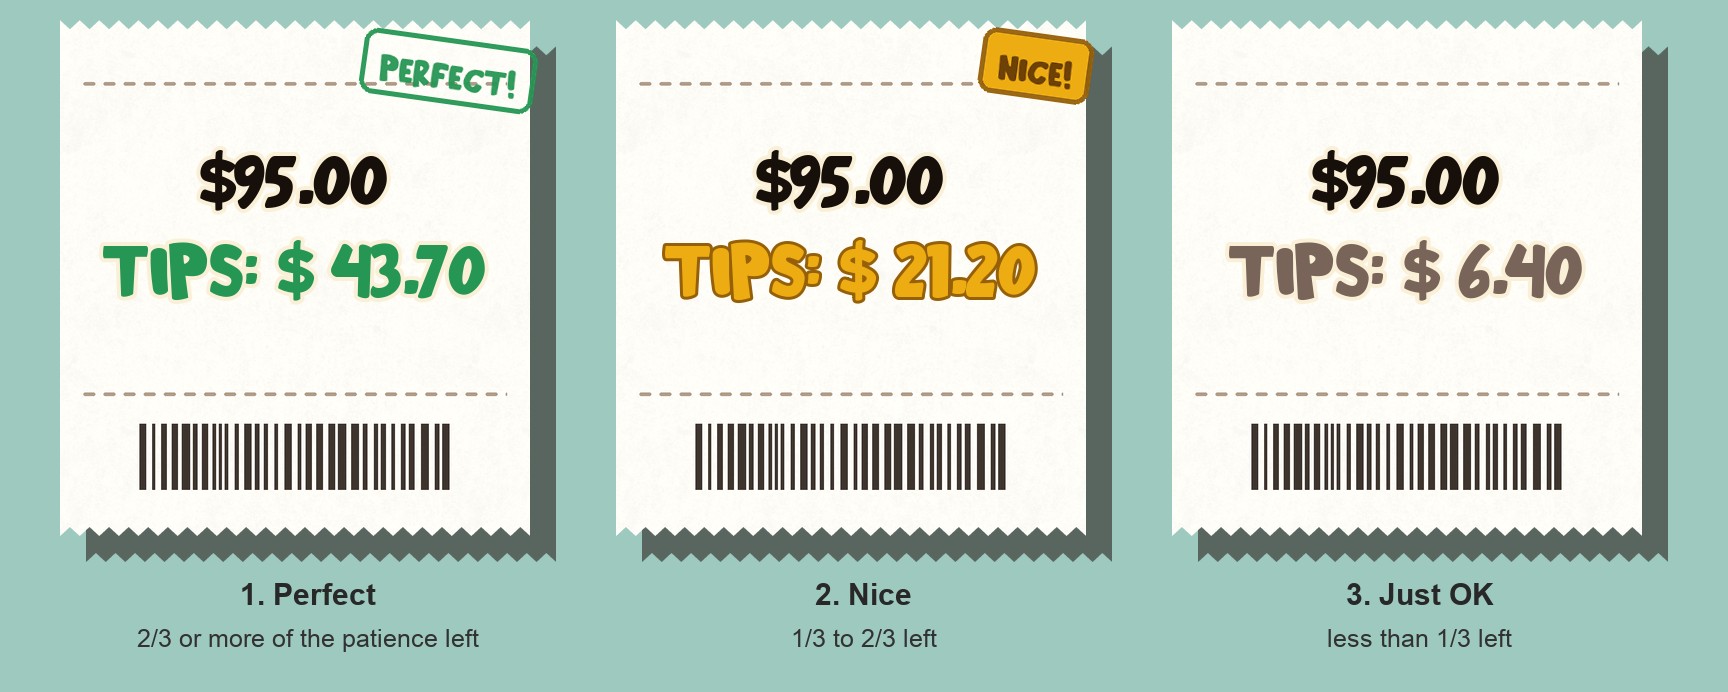 PERFECT!
$95.00
TIPS: $ 43.70
1. Perfect
2/3 or more of the patience left
NICE!
$95.00
TIPS: $ 21.20
2. Nice
1/3 to 2/3 left
$95.00
TIPS: $ 6.40
3. Just OK
less than 1/3 left